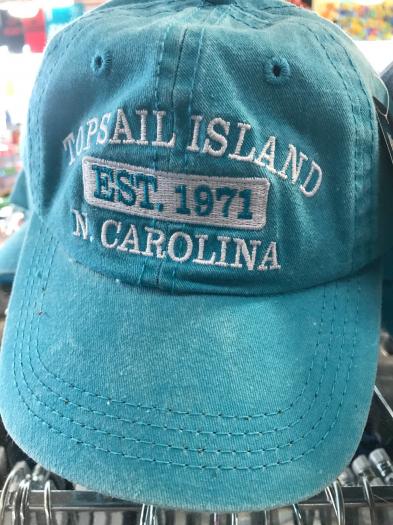 TOPSAIL ISLAND
EST. 1971
N. CAROLINA